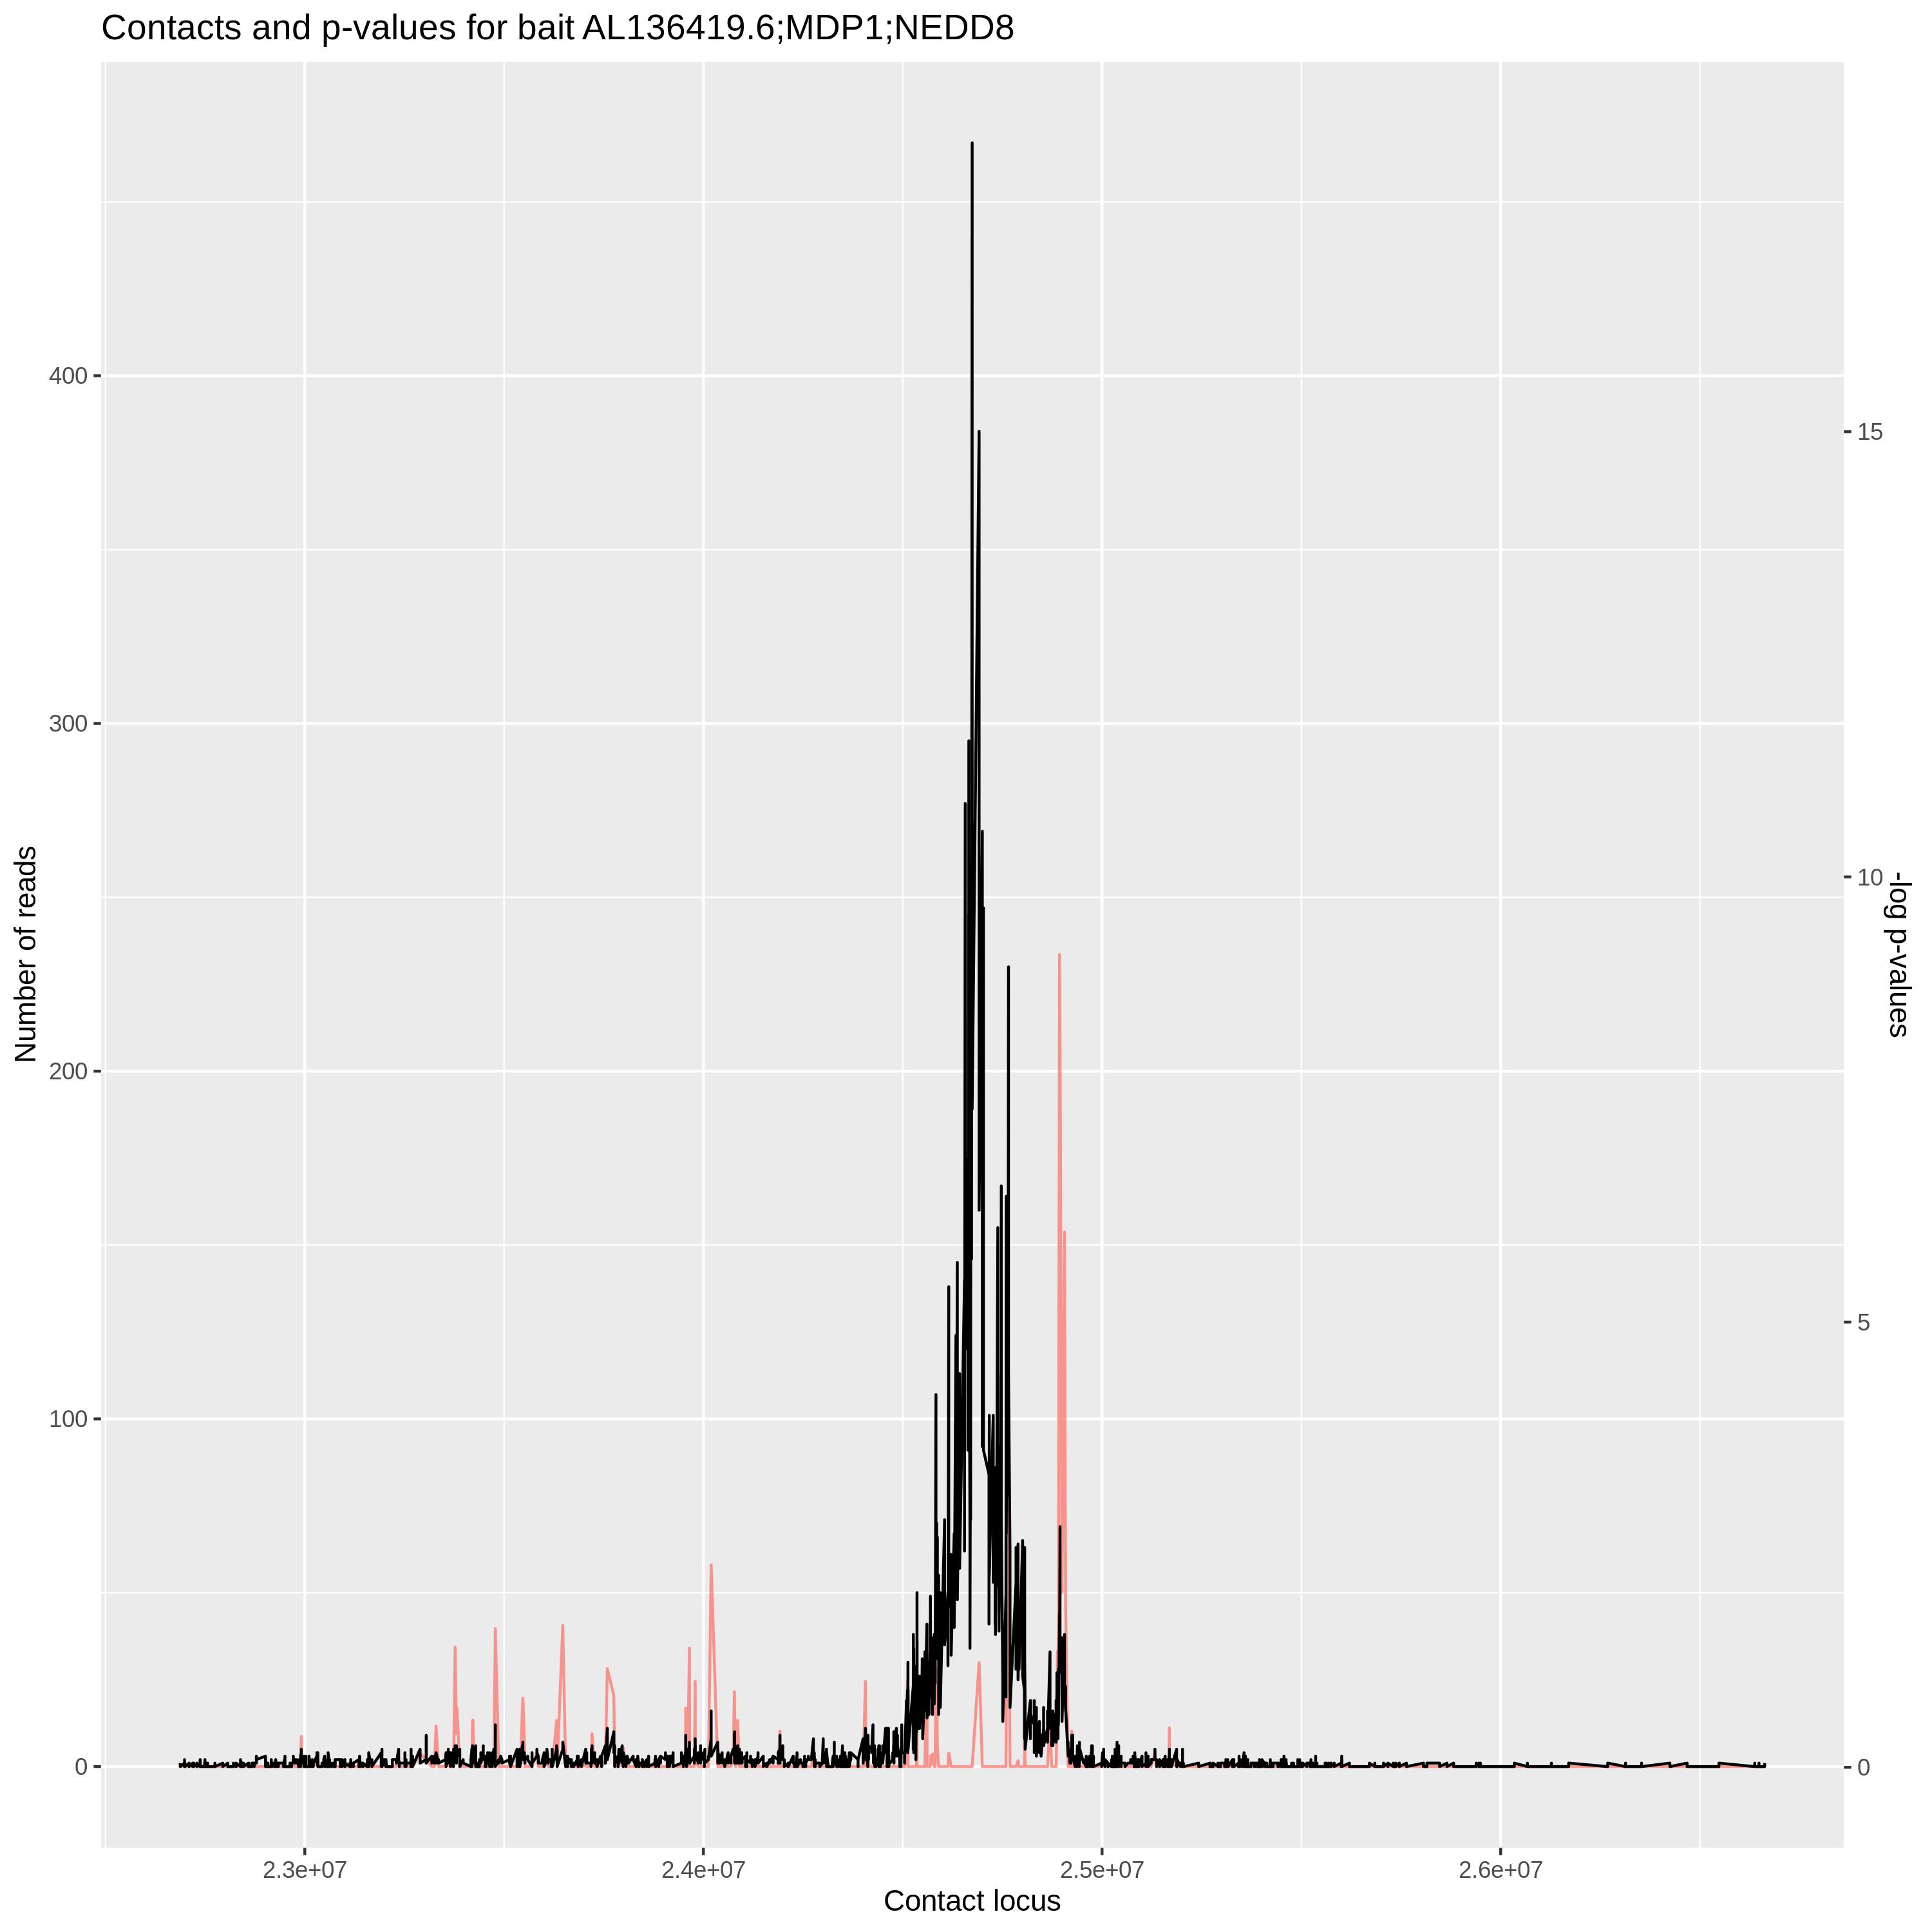 Contacts and p-values for bait AL136419.6;MDP1;NEDD8
Number of reads
400
300
200
100
0
15
10
5
0
-log p-values
2.3e+07
2.4e+07
2.5e+07
2.6e+07
Contact locus